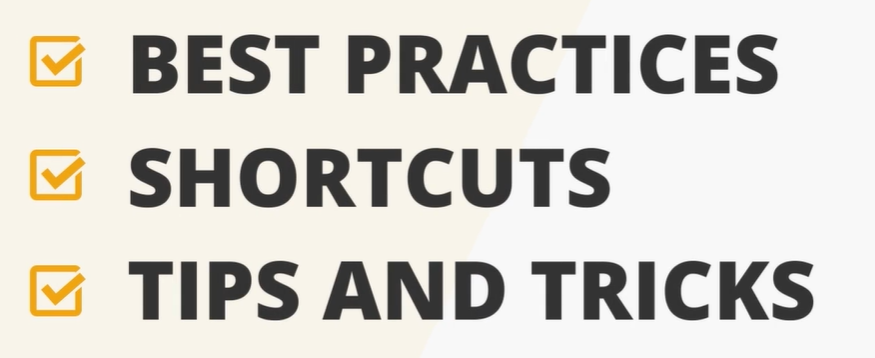 BEST PRACTICES
SHORTCUTS
TIPS AND TRICKS